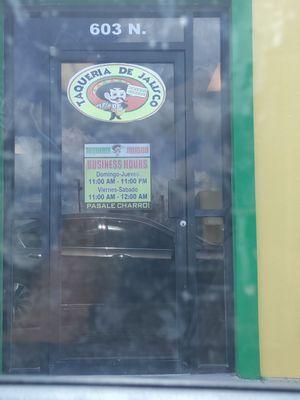 603 N.
TAQUERIA DE JALISCO
BUSINESS HOURS
Domingo-Jueves
11:00 AM - 11:00 PM
Viernes-Sabado
11:00 AM - 12:00 AM
PASALE CHARRO!